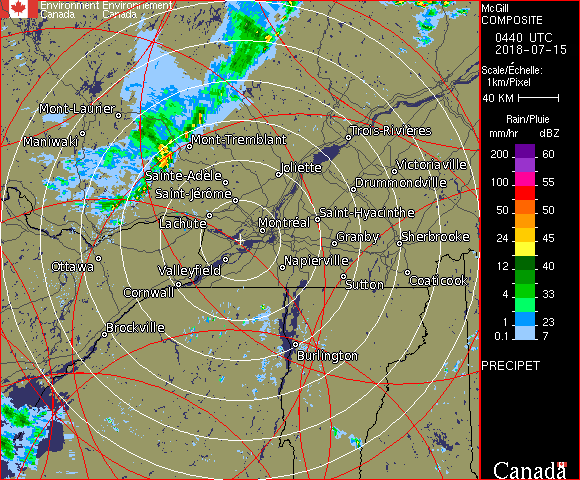 Environment Environnement
Canada Canada
McGill
COMPOSITE
0440 UTC
2018-07-15
Scale/Échelle:
1km/Pixel
40 KM
Rain/Pluie
mm/hr dBZ
200 60
100 55
50 50
24 45
12 40
4 33
1 23
0.1 7
PRECIPET
Canada
Mont-Laurier
Maniwaki
Mont-Tremblant
Trois-Rivières
Sainte-Adèle
Joliette
Victoriaville
Saint-Jérôme
Drummondville
Lachute
Saint-Hyacinthe
Montréal
Granby
Sherbrooke
Ottawa
Valleyfield
Napierville
Cornwall
Sutton
Coaticook
Brockville
Burlington